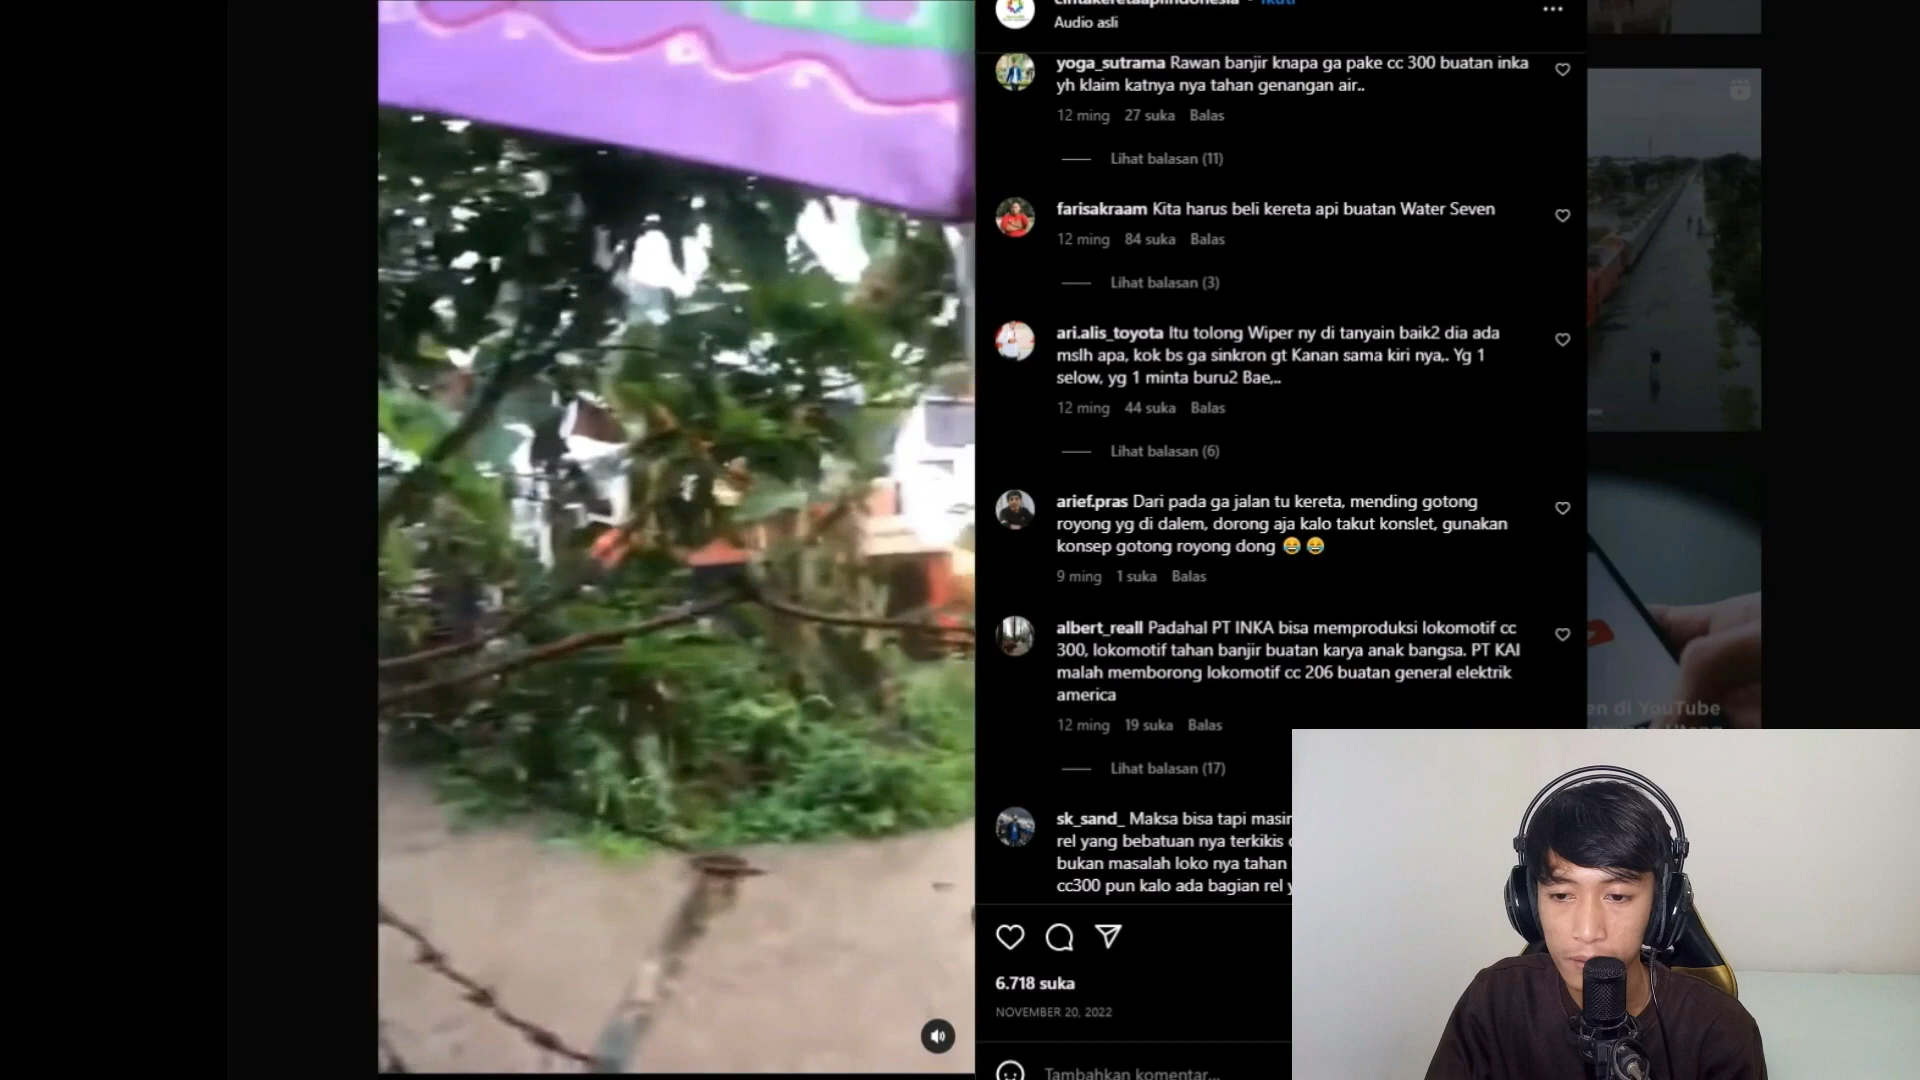 cintakeretaapiindonesia • Ikuti
Audio asli
yoga_sutrama Rawan banjir knapa ga pake cc 300 buatan inka
yh klaim katnya nya tahan genangan air..
12 ming 27 suka Balas
Lihat balasan (11)
farisakraam Kita harus beli kereta api buatan Water Seven
12 ming 84 suka Balas
Lihat balasan (3)
ari.alis_toyota Itu tolong Wiper ny di tanyain baik2 dia ada
mslh apa, kok bs ga sinkron gt Kanan sama kiri nya,. Yg 1
selow, yg 1 minta buru2 Bae,..
12 ming 44 suka Balas
Lihat balasan (6)
arief.pras Dari pada ga jalan tu kereta, mending gotong
royong yg di dalem, dorong aja kalo takut konslet, gunakan
konsep gotong royong dong 😂 😂
9 ming 1 suka Balas
albert_reall Padahal PT INKA bisa memproduksi lokomotif cc
300, lokomotif tahan banjir buatan karya anak bangsa. PT KAI
malah memborong lokomotif cc 206 buatan general elektrik
america
12 ming 19 suka Balas
Lihat balasan (17)
sk_sand_ Maksa bisa tapi masin
rel yang bebatuan nya terkikis
bukan masalah loko nya tahan
cc300 pun kalo ada bagian rel y
6.718 suka
NOVEMBER 20, 2022
Tambahkan komentar...
en di YouTube